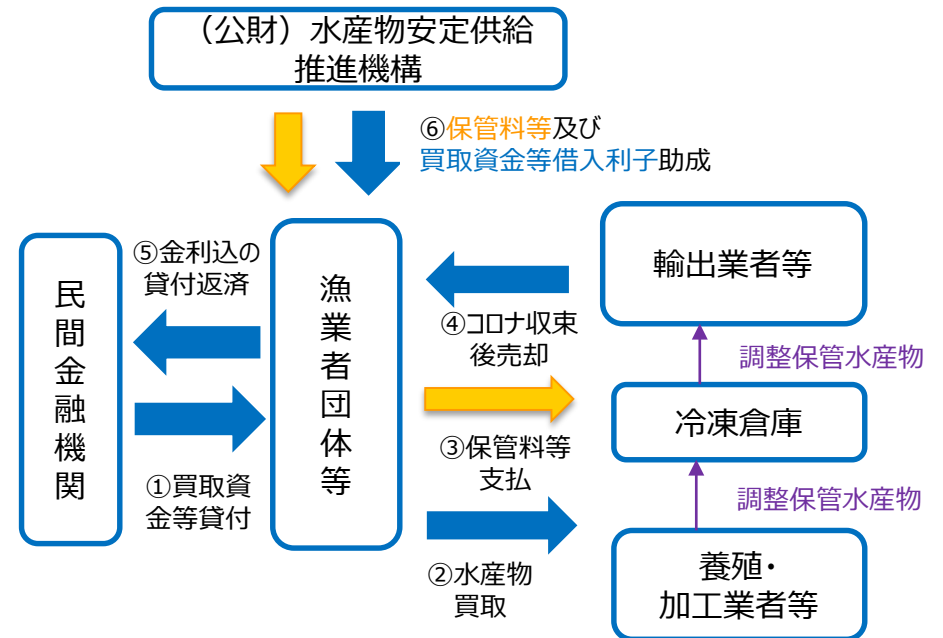 （公財）水産物安定供給
推進機構
⑥保管料等及び
買取資金等借入利子助成
民間金融機関
⑤金利込の
貸付返済
①買取資
金等貸付
漁業者団体等
④コロナ収束
後売却
③保管料等
支払
②水産物
買取
輸出業者等
調整保管水産物
冷凍倉庫
調整保管水産物
養殖・
加工業者等